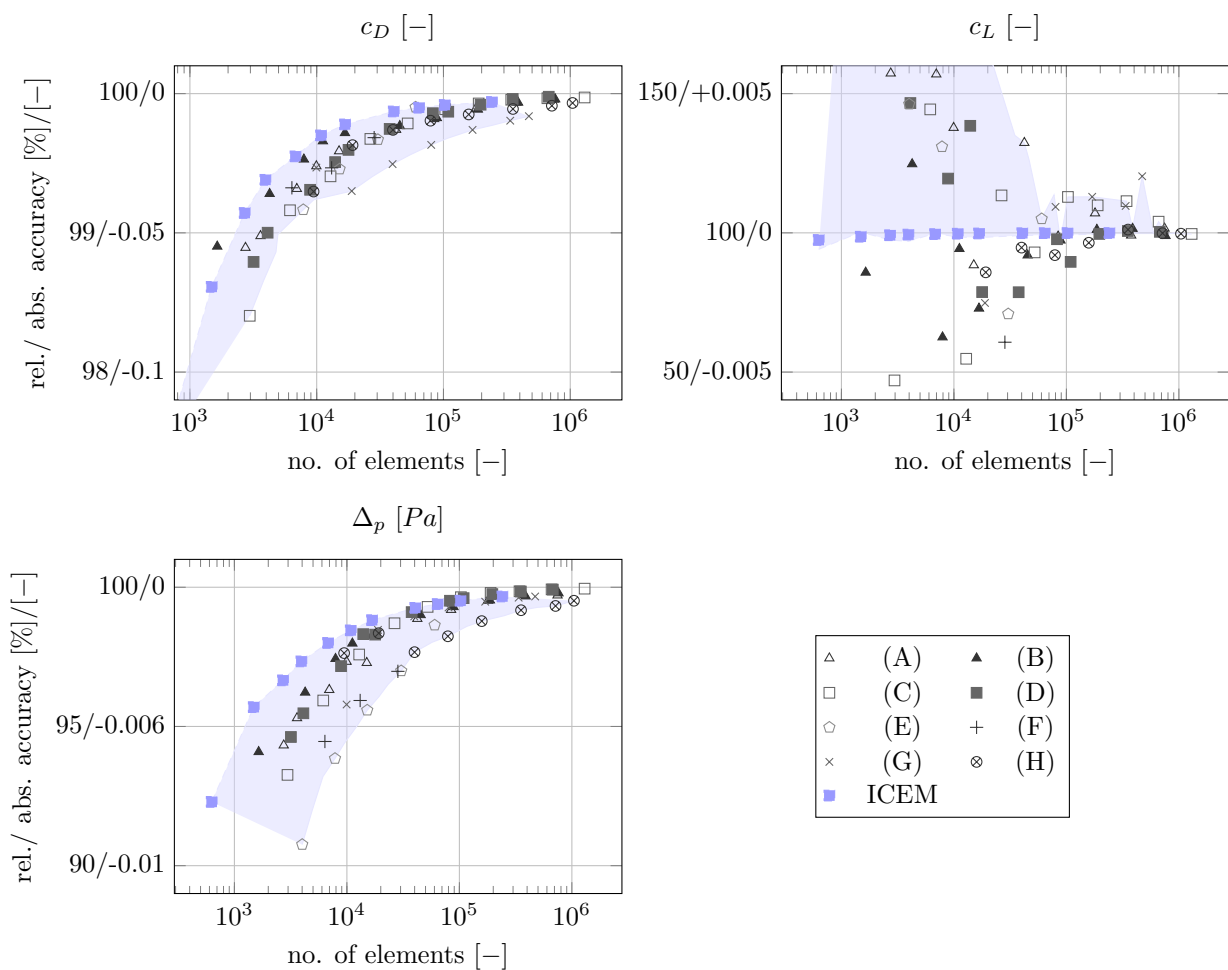 c_D [−]
rel./ abs. accuracy [%]/[−]
100/0
99/-0.05
98/-0.1
10^3 10^4 10^5 10^6
no. of elements [−]
c_L [−]
150/+0.005
100/0
50/-0.005
10^3 10^4 10^5 10^6
no. of elements [−]
Δ_p [Pa]
rel./ abs. accuracy [%]/[−]
100/0
95/-0.006
90/-0.01
10^3 10^4 10^5 10^6
no. of elements [−]
(A) (B)
(C) (D)
(E) (F)
(G) (H)
ICEM